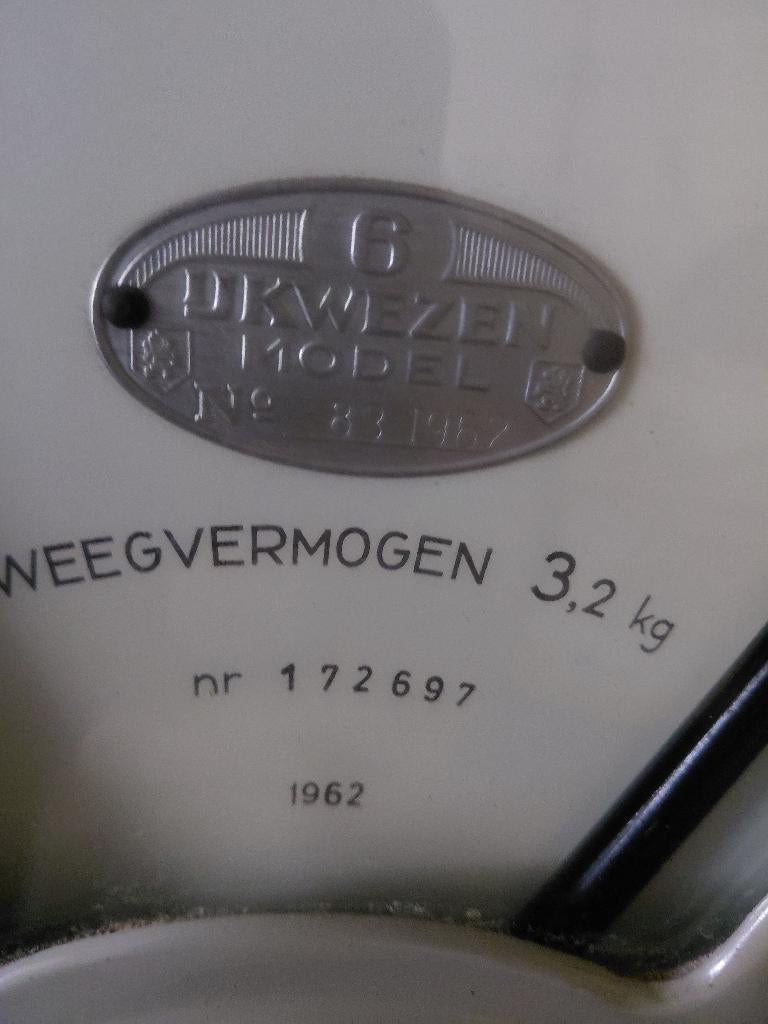 6
IJKWEZEN
MODEL
Nº 83 1962
WEEGVERMOGEN 3,2 kg
nr 172697
1962